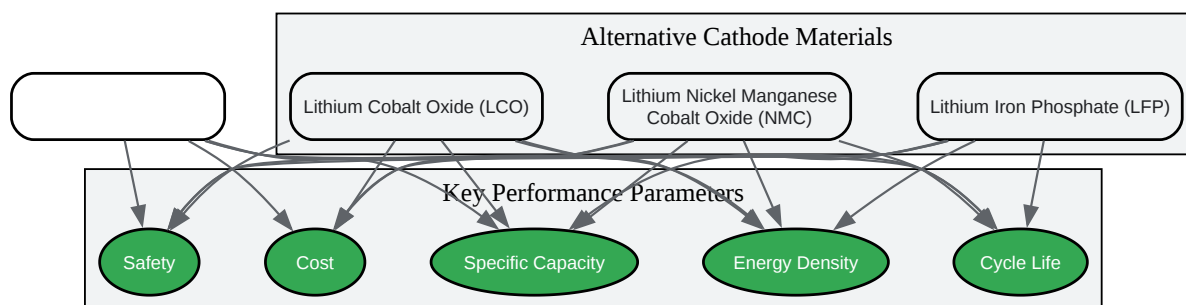 Alternative Cathode Materials
Lithium Cobalt Oxide (LCO)
Lithium Nickel Manganese
Cobalt Oxide (NMC)
Lithium Iron Phosphate (LFP)
Key Performance Parameters
Safety
Cost
Specific Capacity
Energy Density
Cycle Life